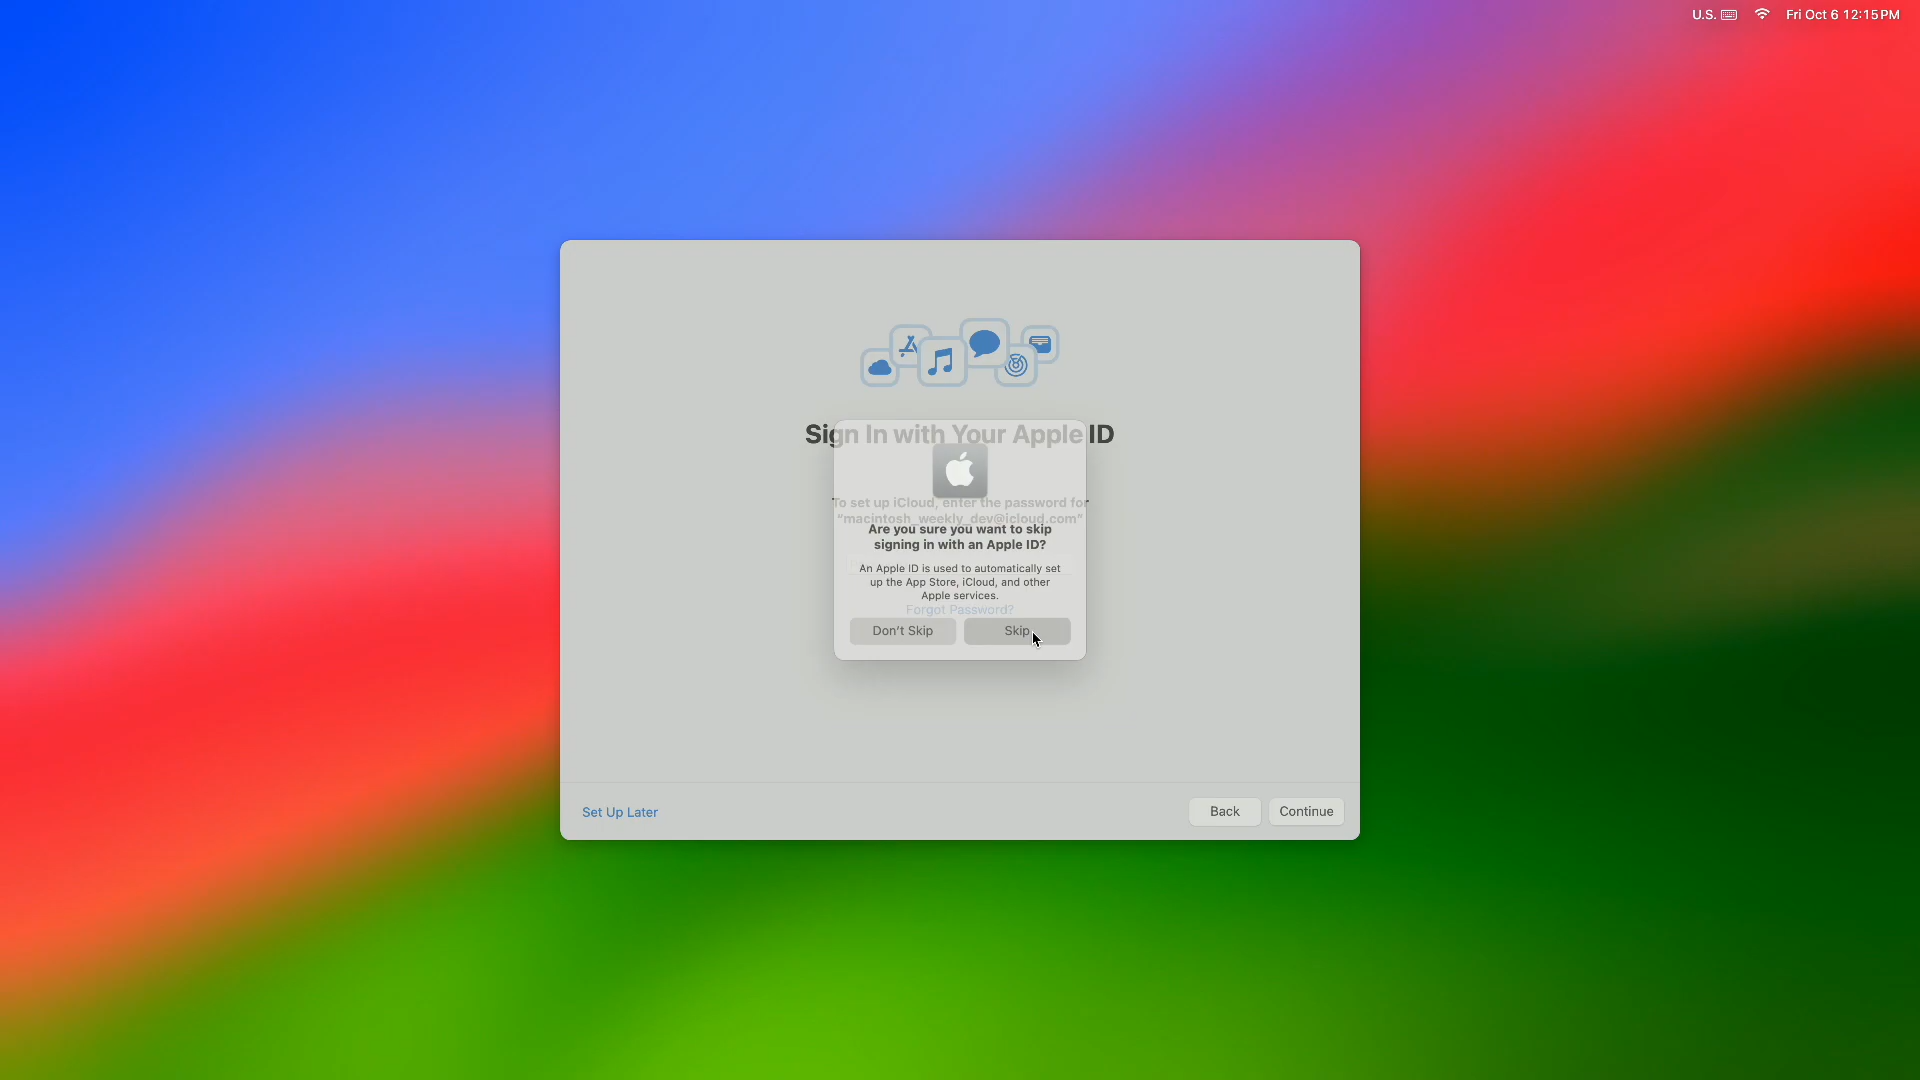 U.S. Fri Oct 6 12:15 PM
Sign In with Your Apple ID
To set up iCloud, enter the password for
“macintosh_weekly_dev@icloud.com”
Are you sure you want to skip
signing in with an Apple ID?
An Apple ID is used to automatically set
up the App Store, iCloud, and other
Apple services.
Forgot Password?
Don’t Skip Skip
Set Up Later Back Continue